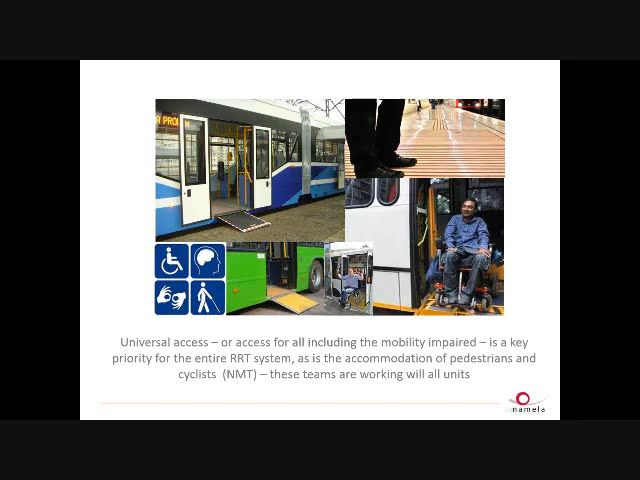 Universal access – or access for all including the mobility impaired – is a key
priority for the entire RRT system, as is the accommodation of pedestrians and
cyclists (NMT) – these teams are working will all units
namela